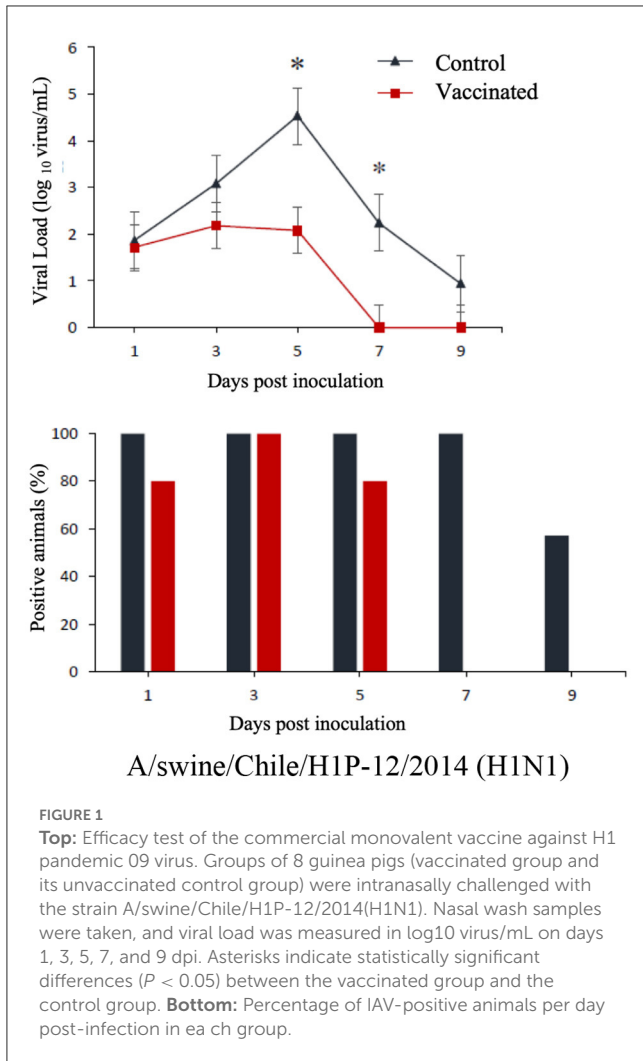 6
5
4
3
2
1
0
Viral Load (log 10 virus/mL)
*
*
Control
Vaccinated
1 3 5 7 9
Days post inoculation
100
80
60
40
20
0
Positive animals (%)
1 3 5 7 9
Days post inoculation
A/swine/Chile/H1P-12/2014 (H1N1)
FIGURE 1
Top: Efficacy test of the commercial monovalent vaccine against H1
pandemic 09 virus. Groups of 8 guinea pigs (vaccinated group and
its unvaccinated control group) were intranasally challenged with
the strain A/swine/Chile/H1P-12/2014(H1N1). Nasal wash samples
were taken, and viral load was measured in log10 virus/mL on days
1, 3, 5, 7, and 9 dpi. Asterisks indicate statistically significant
differences (P < 0.05) between the vaccinated group and the
control group. Bottom: Percentage of IAV-positive animals per day
post-infection in ea ch group.